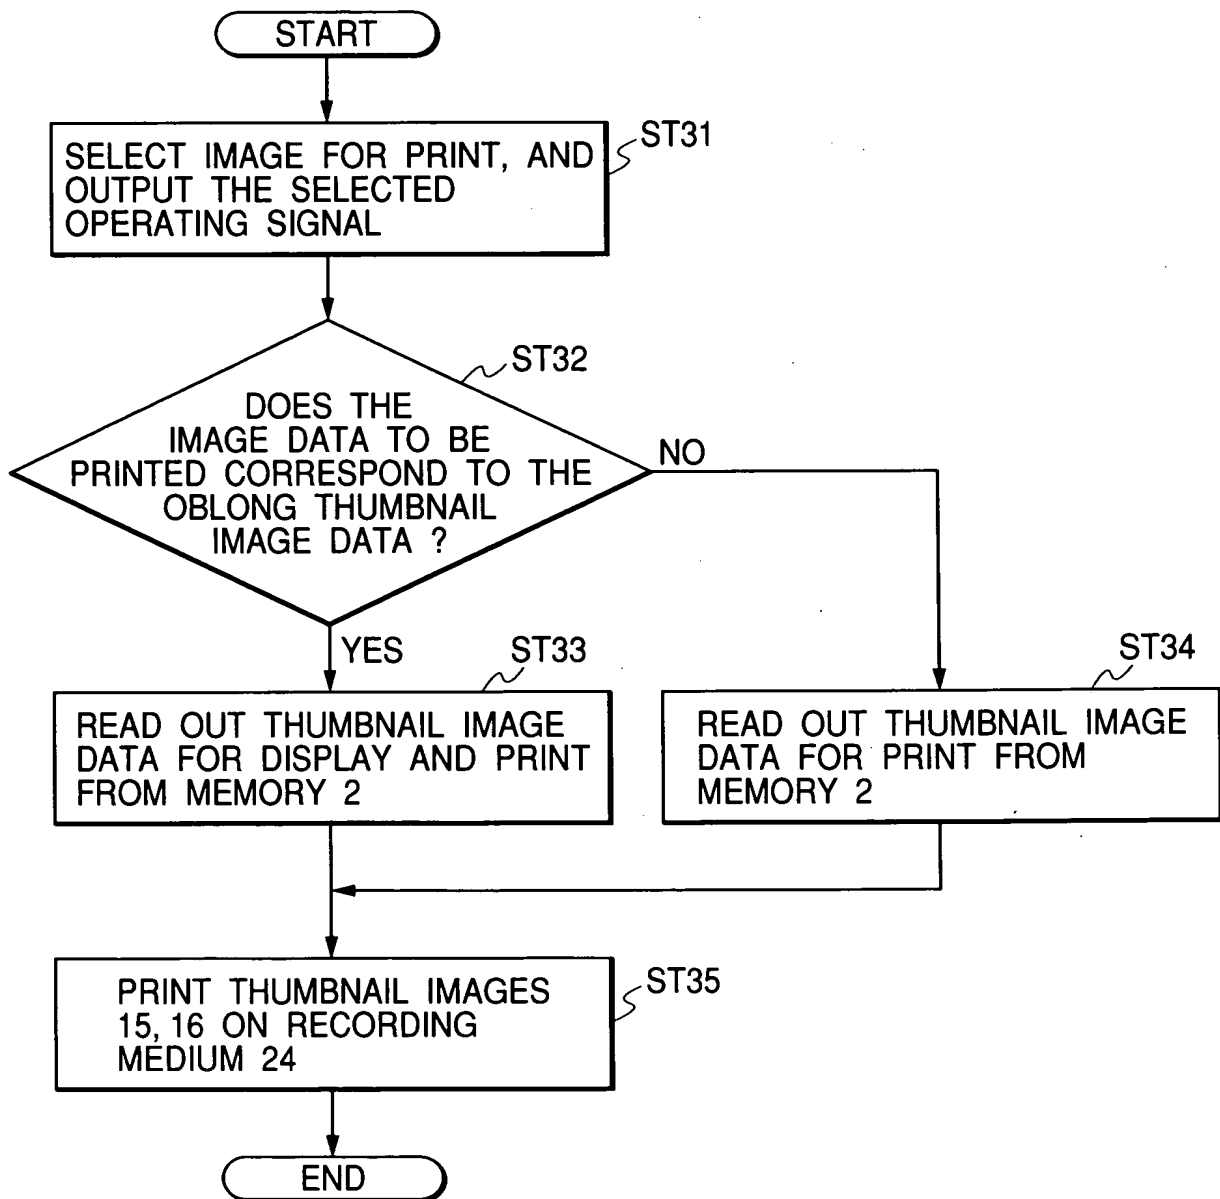 START
SELECT IMAGE FOR PRINT, AND
OUTPUT THE SELECTED
OPERATING SIGNAL
ST31
DOES THE
IMAGE DATA TO BE
PRINTED CORRESPOND TO THE
OBLONG THUMBNAIL
IMAGE DATA ?
ST32
NO
YES
ST33
READ OUT THUMBNAIL IMAGE
DATA FOR DISPLAY AND PRINT
FROM MEMORY 2
ST34
READ OUT THUMBNAIL IMAGE
DATA FOR PRINT FROM
MEMORY 2
PRINT THUMBNAIL IMAGES
15, 16 ON RECORDING
MEDIUM 24
ST35
END